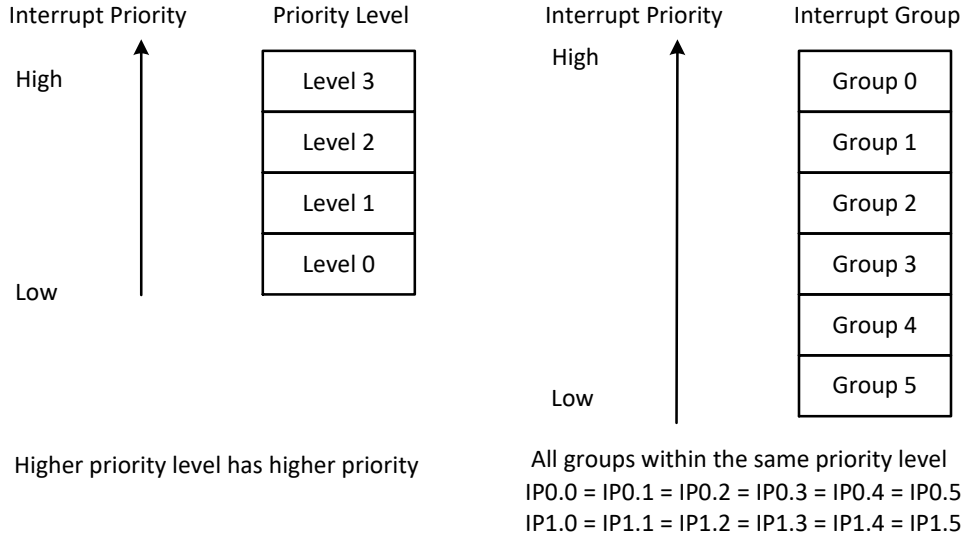 Interrupt Priority
Priority Level
High
Level 3
Level 2
Level 1
Level 0
Low
Higher priority level has higher priority
Interrupt Priority
Interrupt Group
High
Group 0
Group 1
Group 2
Group 3
Group 4
Group 5
Low
All groups within the same priority level
IP0.0 = IP0.1 = IP0.2 = IP0.3 = IP0.4 = IP0.5
IP1.0 = IP1.1 = IP1.2 = IP1.3 = IP1.4 = IP1.5